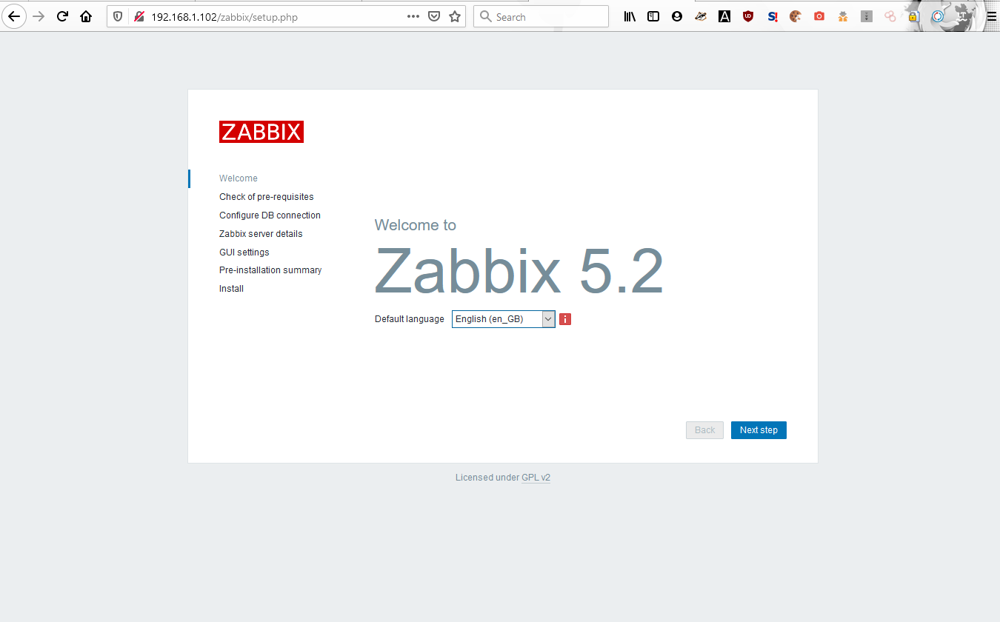 192.168.1.102/zabbix/setup.php
Search
ZABBIX
Welcome
Check of pre-requisites
Configure DB connection
Zabbix server details
GUI settings
Pre-installation summary
Install
Welcome to
Zabbix 5.2
Default language English (en_GB) i
Back Next step
Licensed under GPL v2